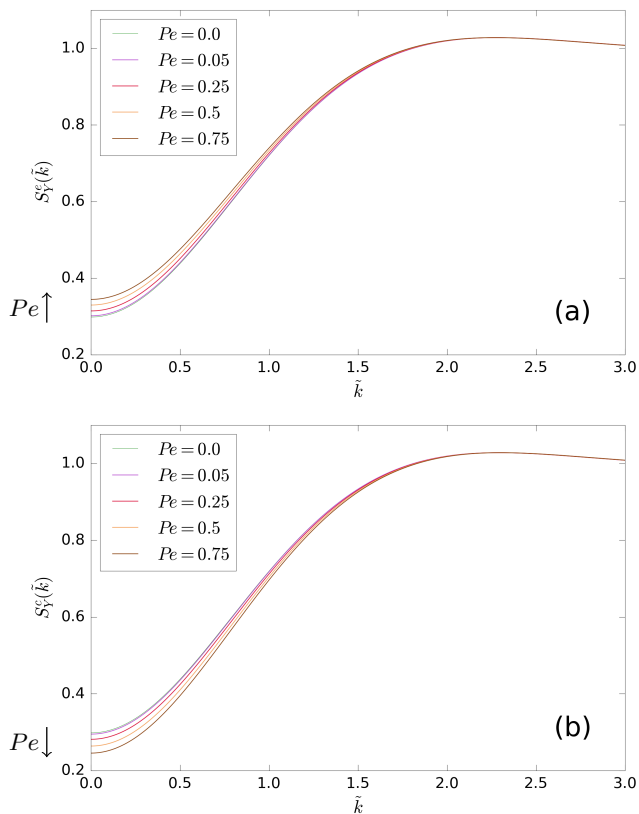 1.0
0.8
0.6
0.4
0.2
S_Y^e(k̃)
Pe = 0.0
Pe = 0.05
Pe = 0.25
Pe = 0.5
Pe = 0.75
Pe↑
(a)
0.0 0.5 1.0 1.5 2.0 2.5 3.0
k̃
1.0
0.8
0.6
0.4
0.2
S_Y^c(k̃)
Pe = 0.0
Pe = 0.05
Pe = 0.25
Pe = 0.5
Pe = 0.75
Pe↓
(b)
0.0 0.5 1.0 1.5 2.0 2.5 3.0
k̃